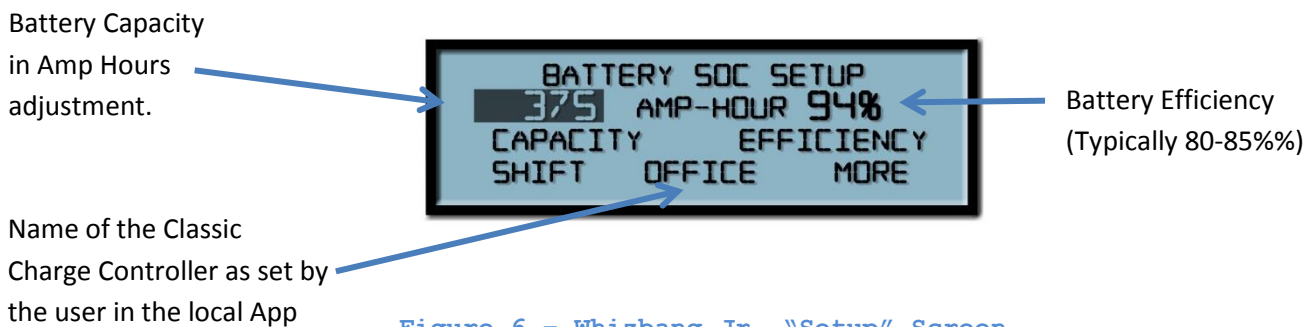 Battery Capacity
in Amp Hours
adjustment.
BATTERY SOC SETUP
375 AMP-HOUR 94%
CAPACITY EFFICIENCY
SHIFT OFFICE MORE
Battery Efficiency
(Typically 80-85%%)
Name of the Classic
Charge Controller as set by
the user in the local App
Figure 6 – Whizbang Jr. “Setup” Screen